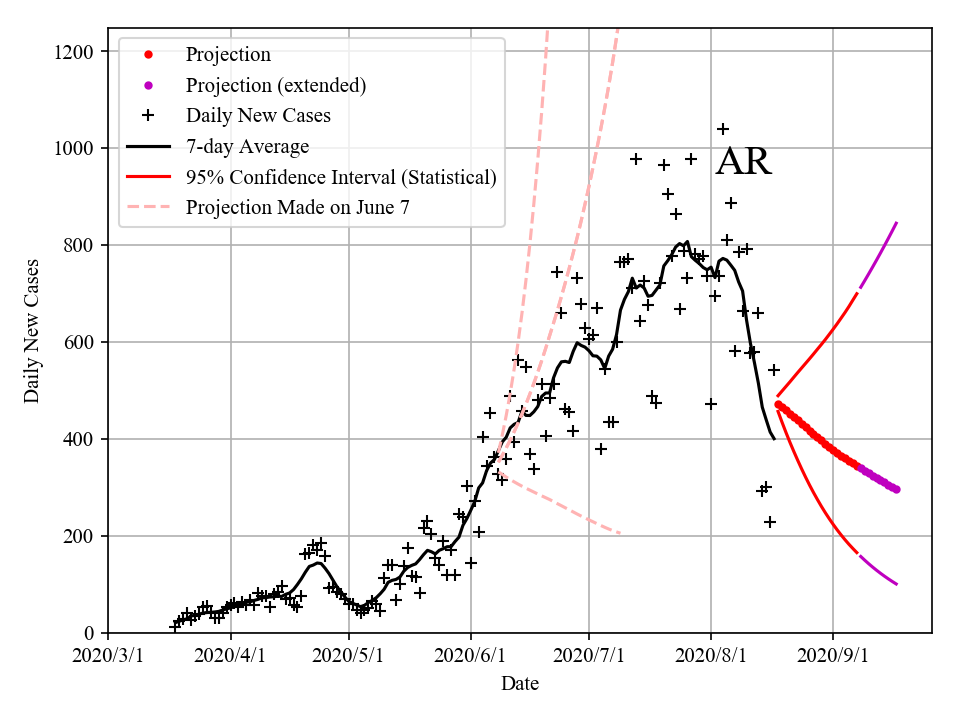 1200
1000
800
600
400
200
0
Daily New Cases
Projection
Projection (extended)
Daily New Cases
7-day Average
95% Confidence Interval (Statistical)
Projection Made on June 7
AR
2020/3/1 2020/4/1 2020/5/1 2020/6/1 2020/7/1 2020/8/1 2020/9/1
Date